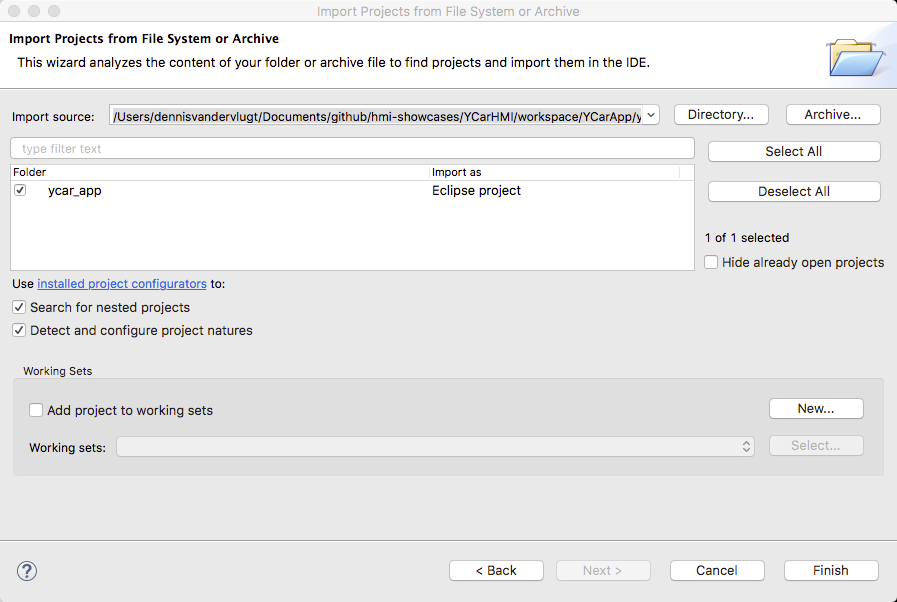 Import Projects from File System or Archive
Import Projects from File System or Archive
This wizard analyzes the content of your folder or archive file to find projects and import them in the IDE.
Import source: /Users/dennisvandervlugt/Documents/github/hmi-showcases/YCarHMI/workspace/YCarApp/y Directory... Archive...
type filter text
Select All
Folder Import as
ycar_app Eclipse project
Deselect All
1 of 1 selected
Hide already open projects
Use installed project configurators to:
Search for nested projects
Detect and configure project natures
Working Sets
Add project to working sets New...
Working sets: Select...
? < Back Next > Cancel Finish